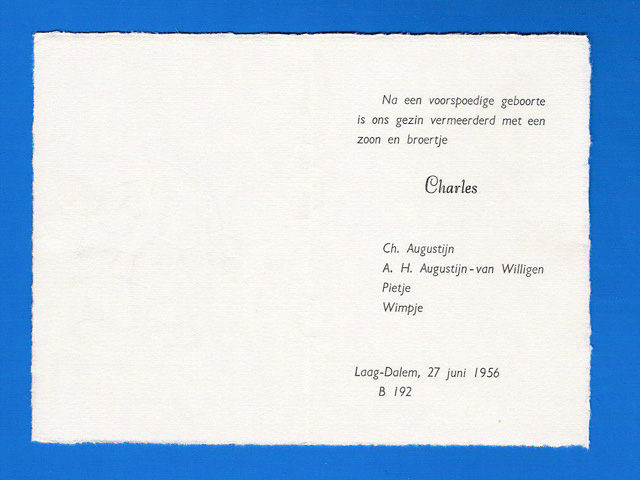 Na een voorspoedige geboorte
is ons gezin vermeerderd met een
zoon en broertje
Charles
Ch. Augustijn
A. H. Augustijn-van Willigen
Pietje
Wimpje
Laag-Dalem, 27 juni 1956
B 192